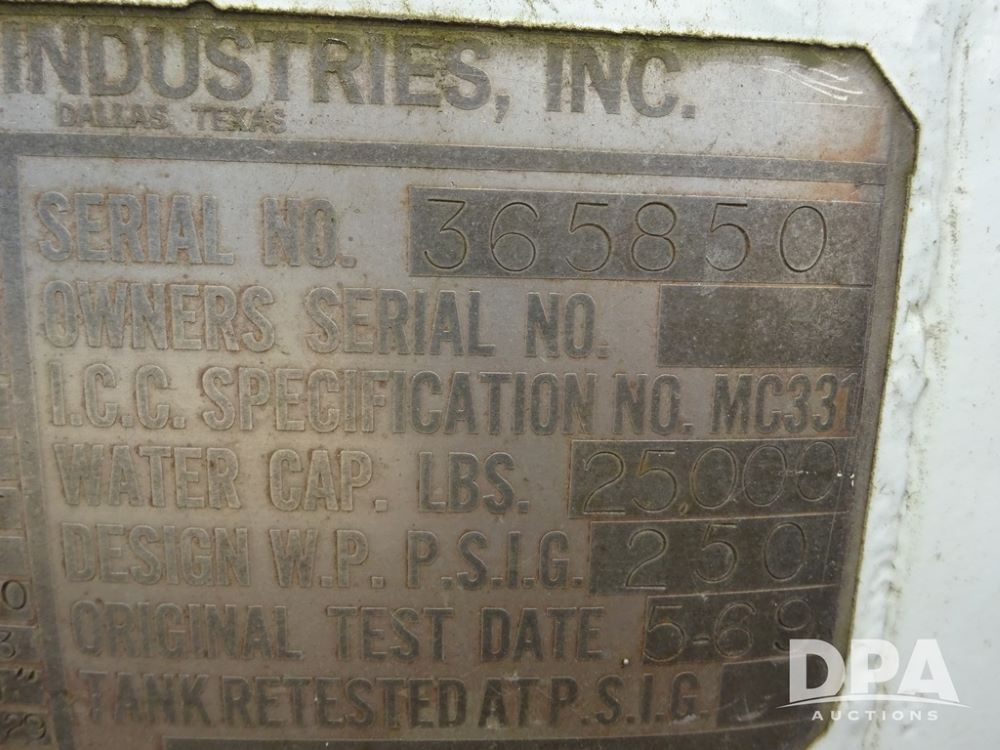 INDUSTRIES, INC.
DALLAS, TEXAS
SERIAL NO. 365850
OWNERS SERIAL NO.
I.C.C. SPECIFICATION NO. MC331
WATER CAP. LBS. 25000
DESIGN W.P. P.S.I.G. 250
ORIGINAL TEST DATE 5-69
TANK RETESTED AT P.S.I.G.
DPA
AUCTIONS